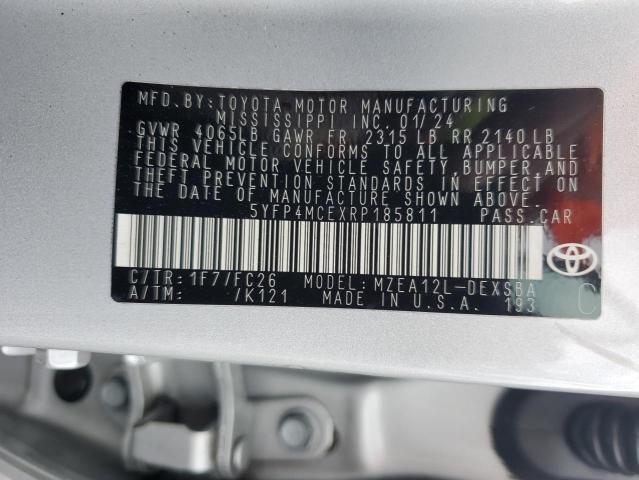 MFD. BY: TOYOTA MOTOR MANUFACTURING
MISSISSIPPI INC. 01/24
GVWR 4065LB GAWR FR 2315 LB RR 2140 LB
THIS VEHICLE CONFORMS TO ALL APPLICABLE
FEDERAL MOTOR VEHICLE SAFETY, BUMPER, AND
THEFT PREVENTION STANDARDS IN EFFECT ON
THE DATE OF MANUFACTURE SHOWN ABOVE.
5YFP4MCEXRP185811 PASS. CAR
C/TR: 1F7/FC26 MODEL: MZEA12L-DEXSBA
A/TM: /K121 MADE IN U.S.A. 193
C